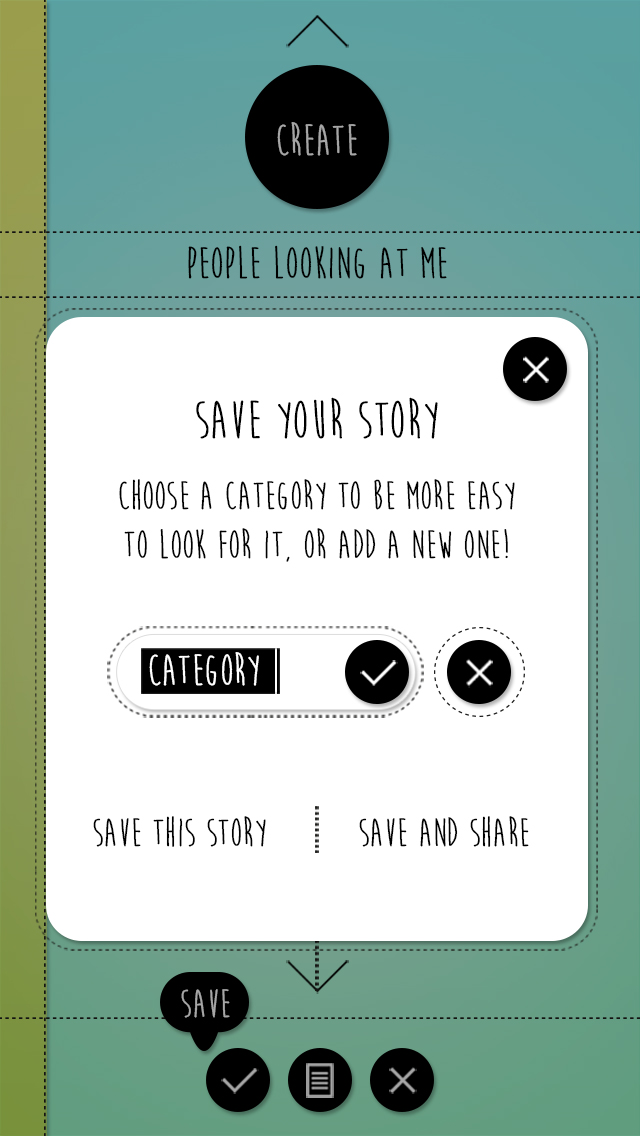 CREATE
PEOPLE LOOKING AT ME
SAVE YOUR STORY
CHOOSE A CATEGORY TO BE MORE EASY
TO LOOK FOR IT, OR ADD A NEW ONE!
CATEGORY
SAVE THIS STORY
SAVE AND SHARE
SAVE